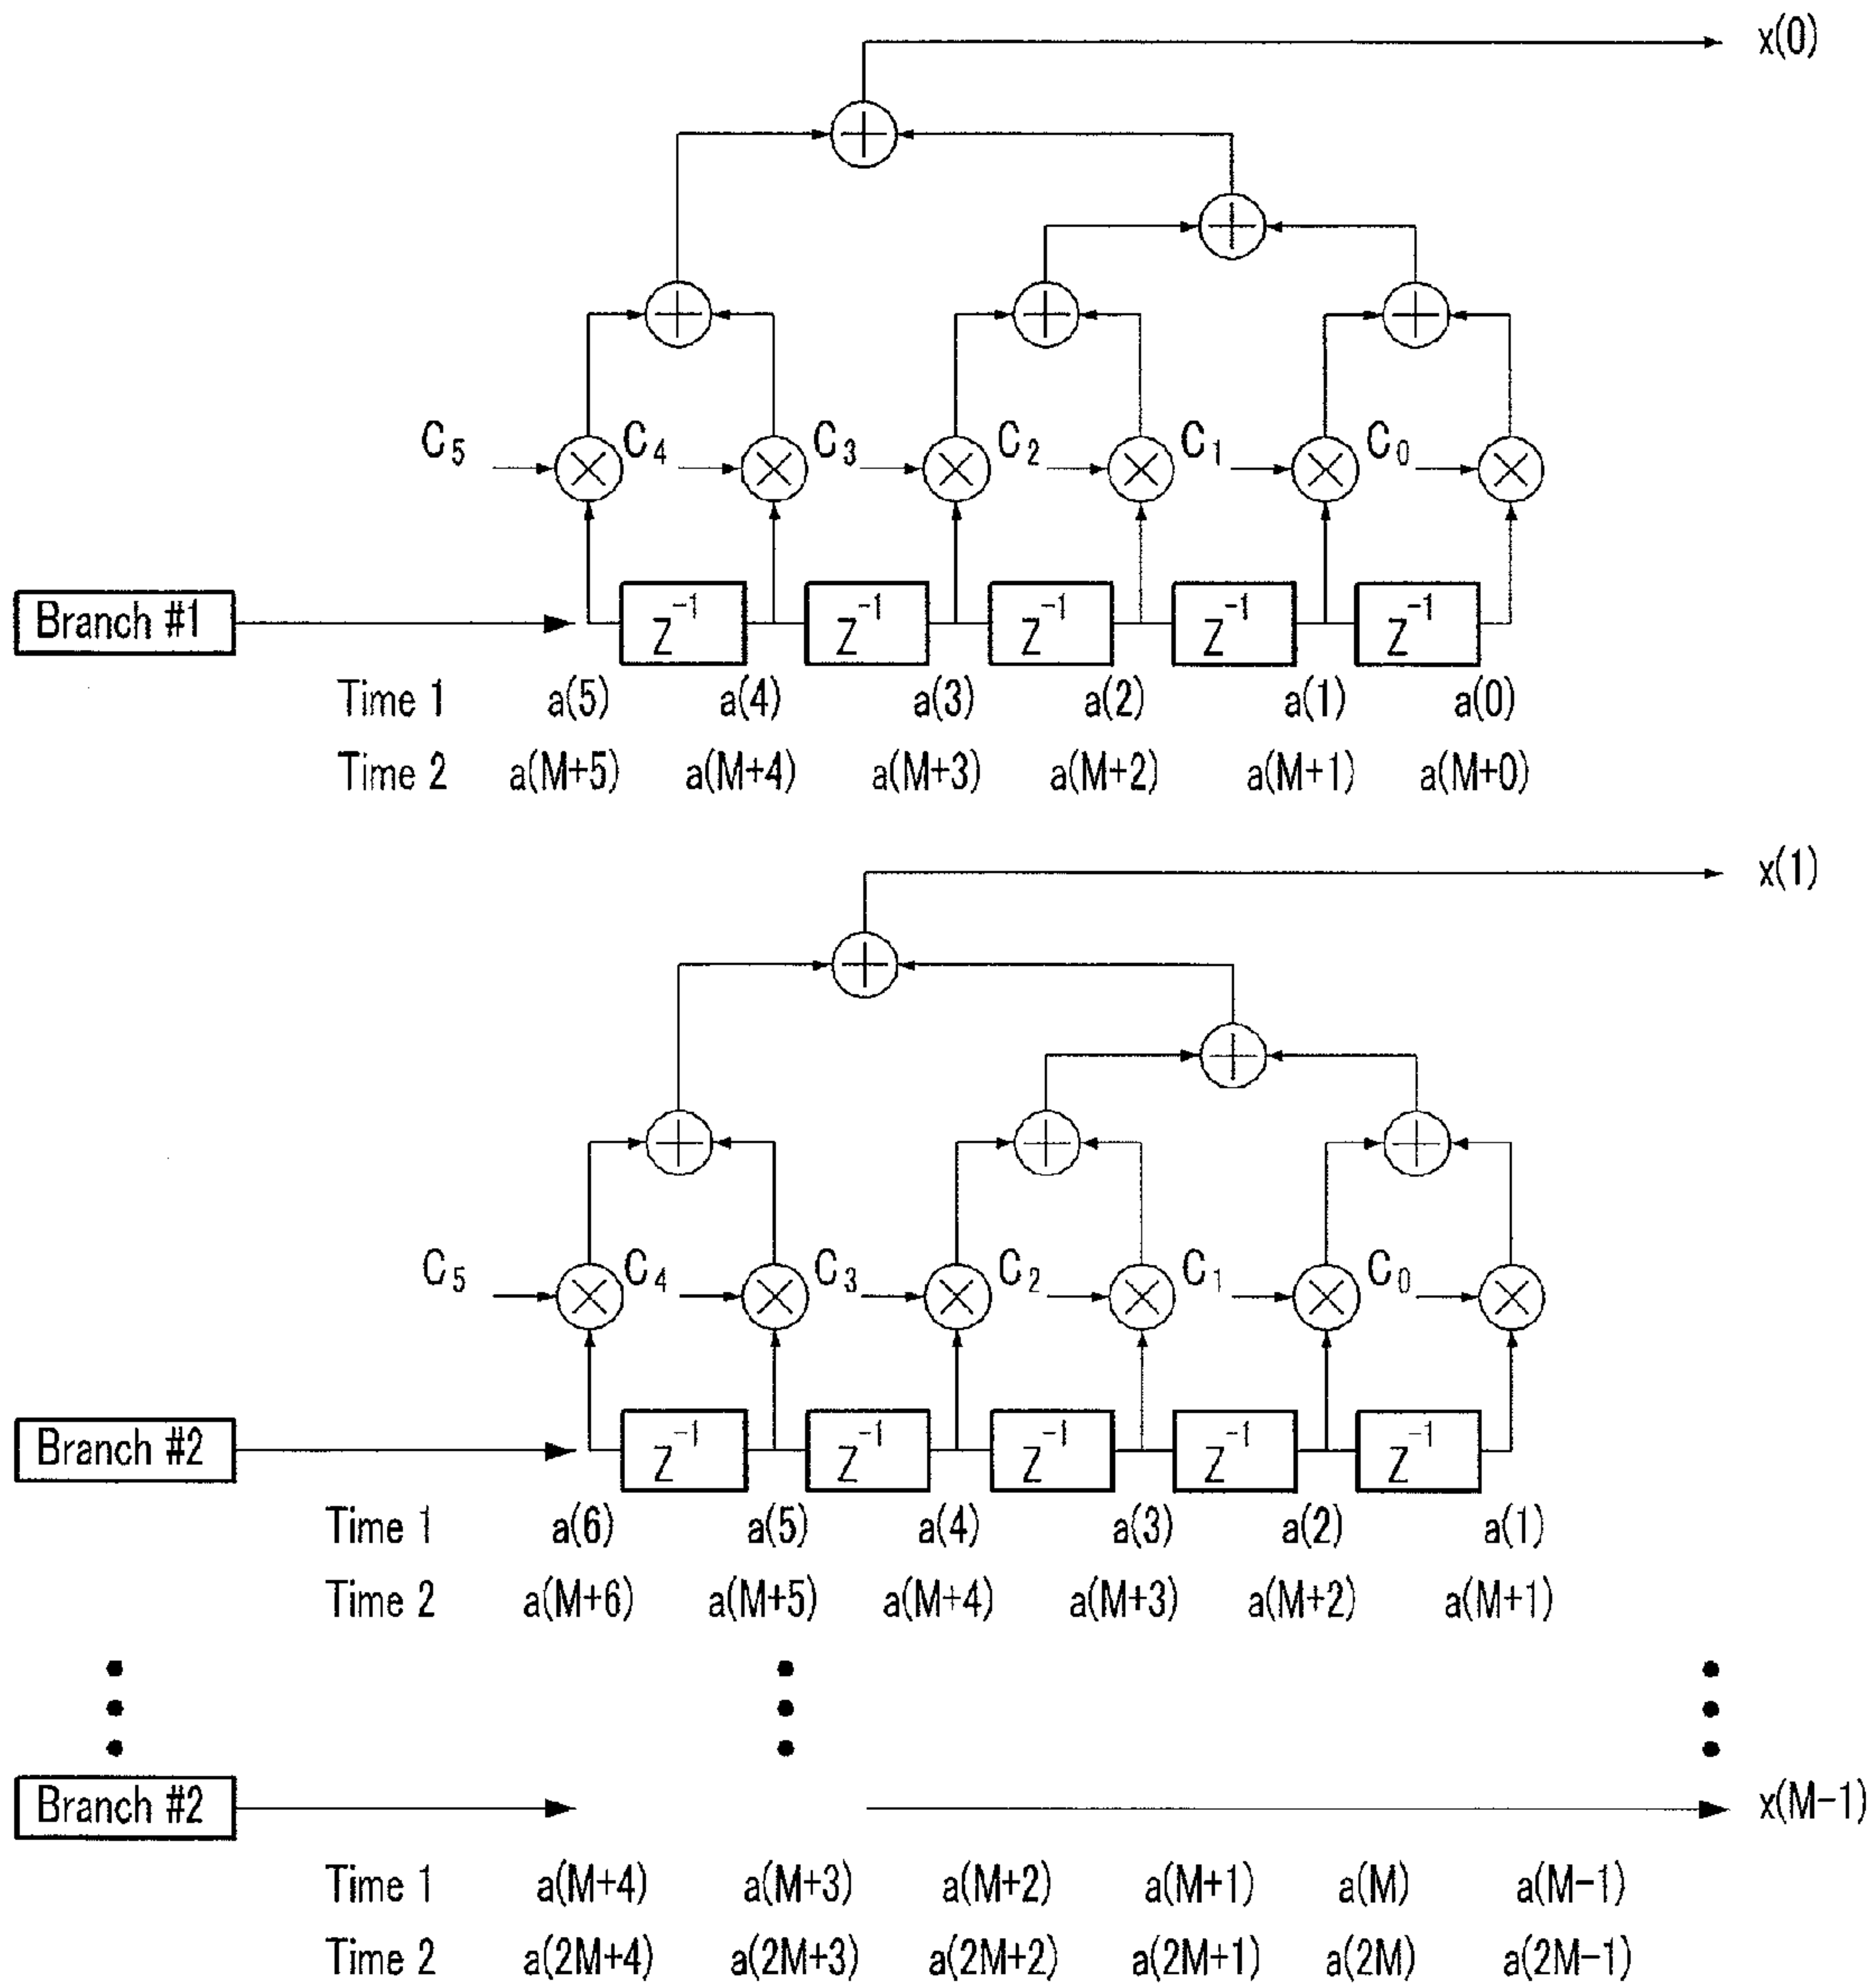 x(0)
C5 C4 C3 C2 C1 C0
Branch #1 Z-1 Z-1 Z-1 Z-1 Z-1
Time 1 a(5) a(4) a(3) a(2) a(1) a(0)
Time 2 a(M+5) a(M+4) a(M+3) a(M+2) a(M+1) a(M+0)
x(1)
C5 C4 C3 C2 C1 C0
Branch #2 Z-1 Z-1 Z-1 Z-1 Z-1
Time 1 a(6) a(5) a(4) a(3) a(2) a(1)
Time 2 a(M+6) a(M+5) a(M+4) a(M+3) a(M+2) a(M+1)
Branch #2 x(M-1)
Time 1 a(M+4) a(M+3) a(M+2) a(M+1) a(M) a(M-1)
Time 2 a(2M+4) a(2M+3) a(2M+2) a(2M+1) a(2M) a(2M-1)